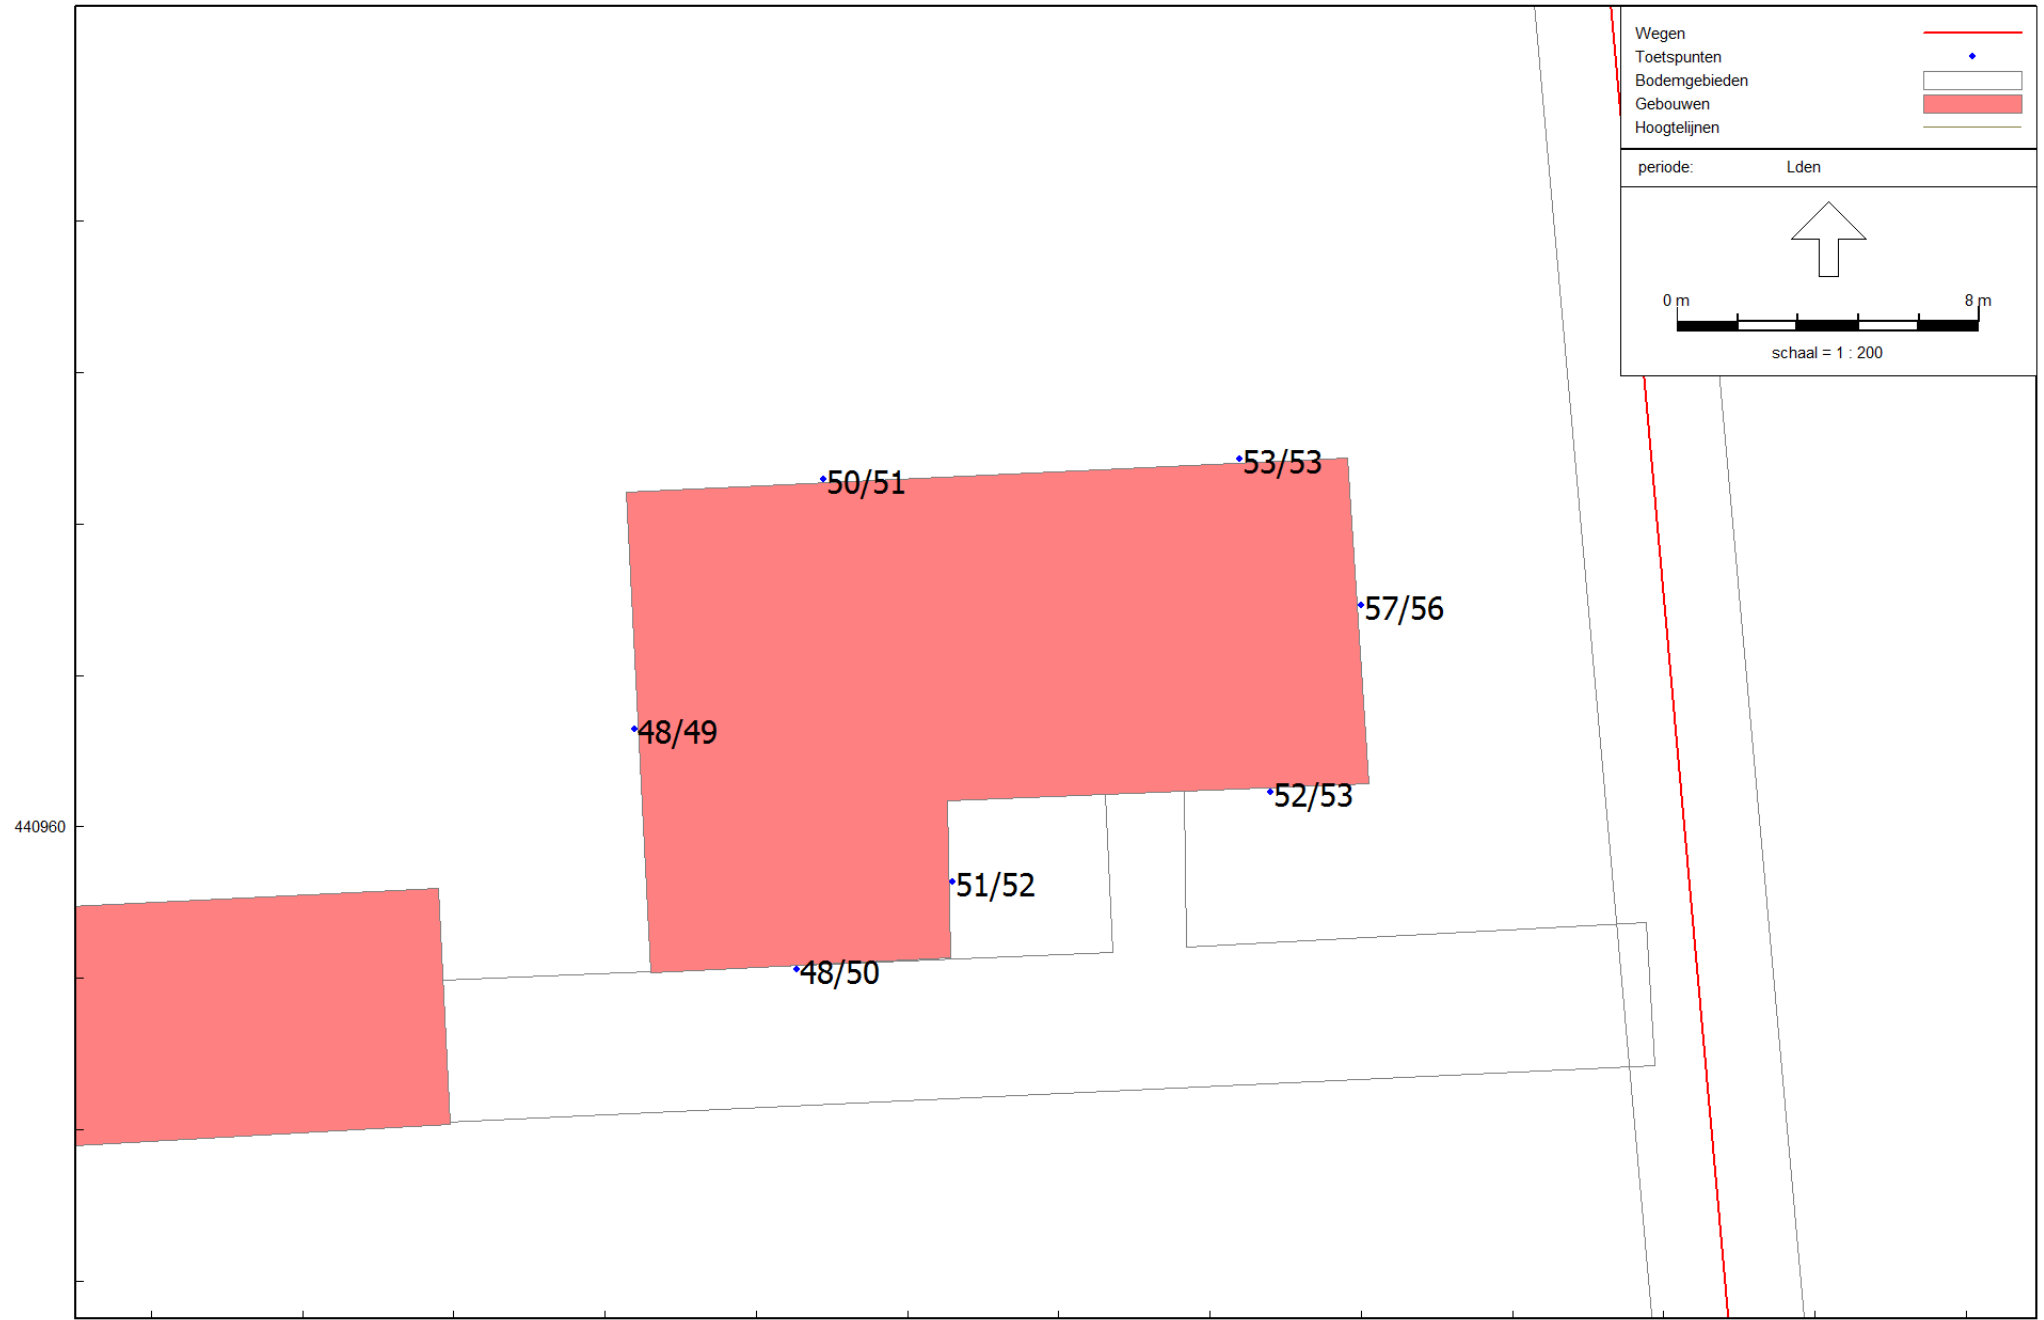 Wegen
Toetspunten
Bodemgebieden
Gebouwen
Hoogtelijnen
periode: Lden
0 m 8 m
schaal = 1 : 200
53/53
50/51
57/56
48/49
52/53
440960
51/52
48/50